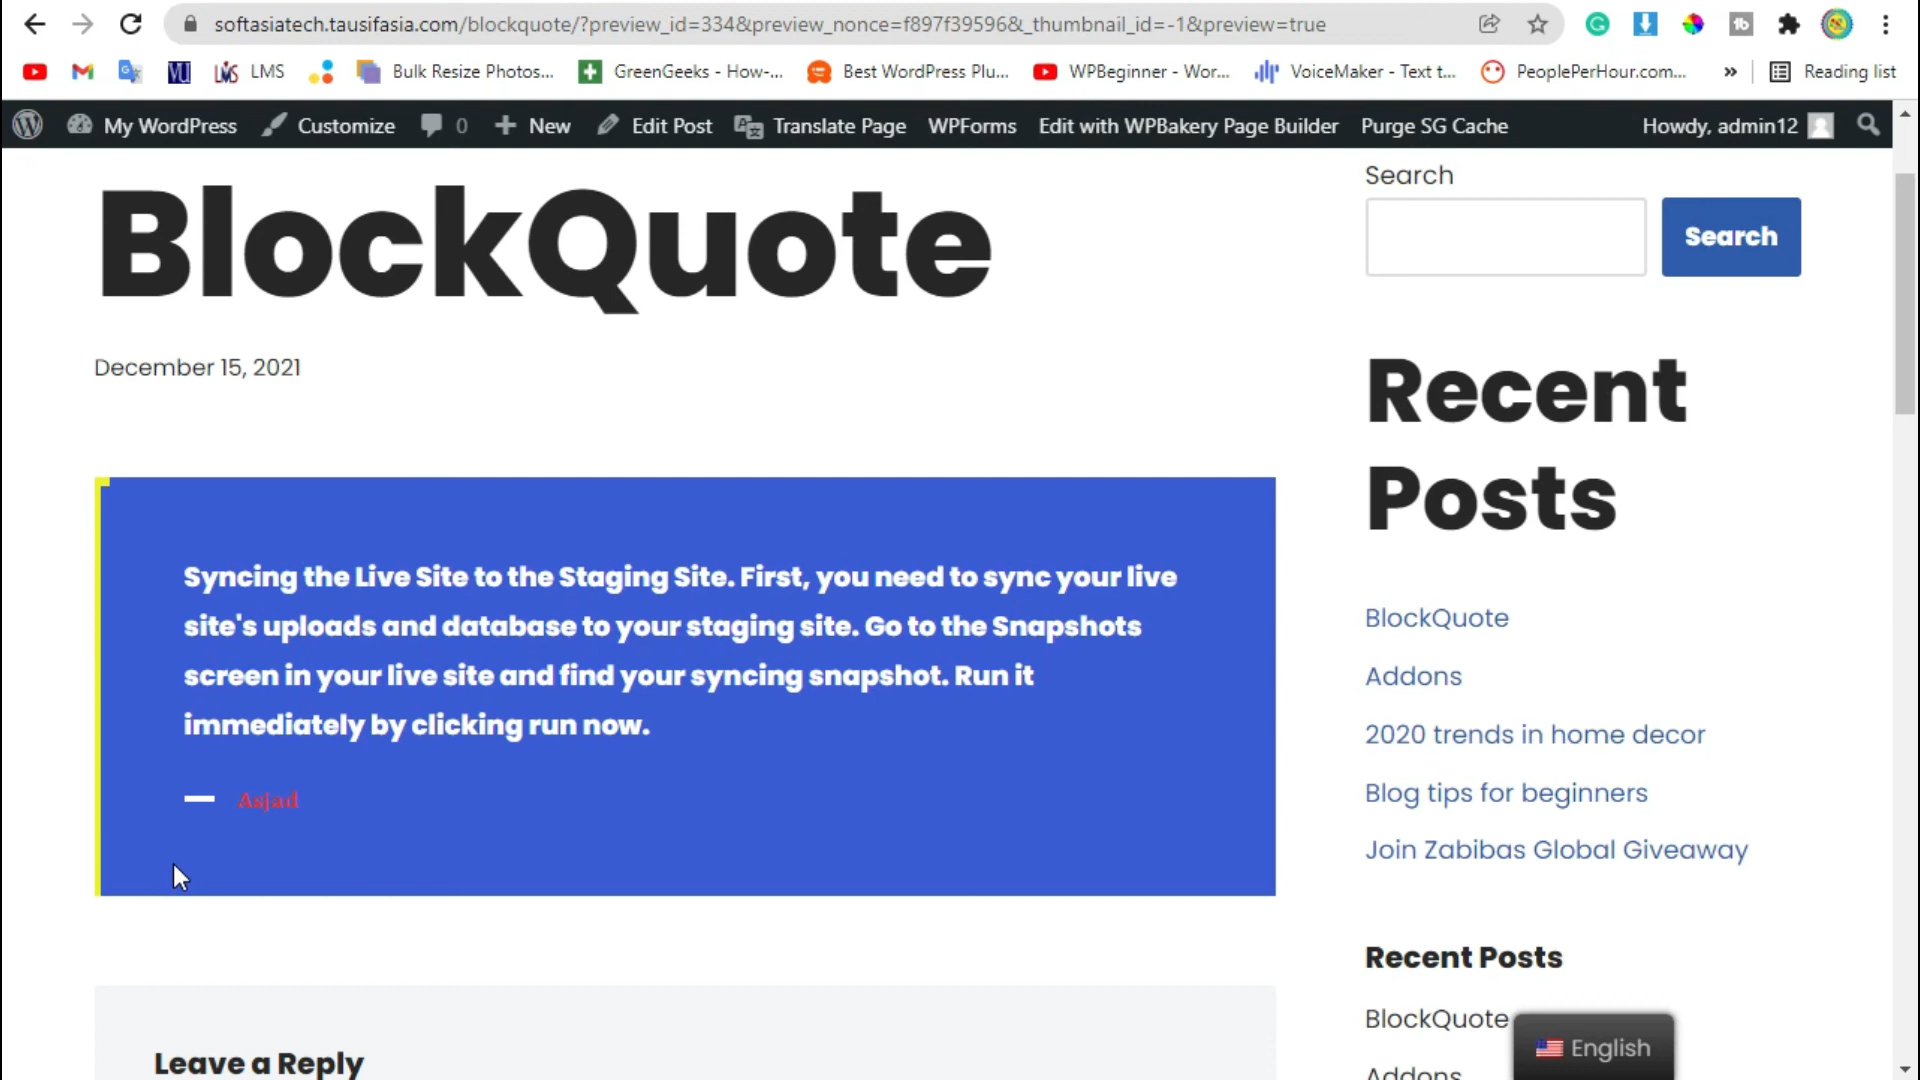 softasiatech.tausifasia.com/blockquote/?preview_id=334&preview_nonce=f897f39596&_thumbnail_id=-1&preview=true
LMS Bulk Resize Photos... GreenGeeks - How-... Best WordPress Plu... WPBeginner - Wor... VoiceMaker - Text t... PeoplePerHour.com... » Reading list
My WordPress Customize 0 New Edit Post Translate Page WPForms Edit with WPBakery Page Builder Purge SG Cache Howdy, admin12
BlockQuote
December 15, 2021
Syncing the Live Site to the Staging Site. First, you need to sync your live
site's uploads and database to your staging site. Go to the Snapshots
screen in your live site and find your syncing snapshot. Run it
immediately by clicking run now.
— Asjad
Leave a Reply
Search
Search
Recent
Posts
BlockQuote
Addons
2020 trends in home decor
Blog tips for beginners
Join Zabibas Global Giveaway
Recent Posts
BlockQuote
Addons
English